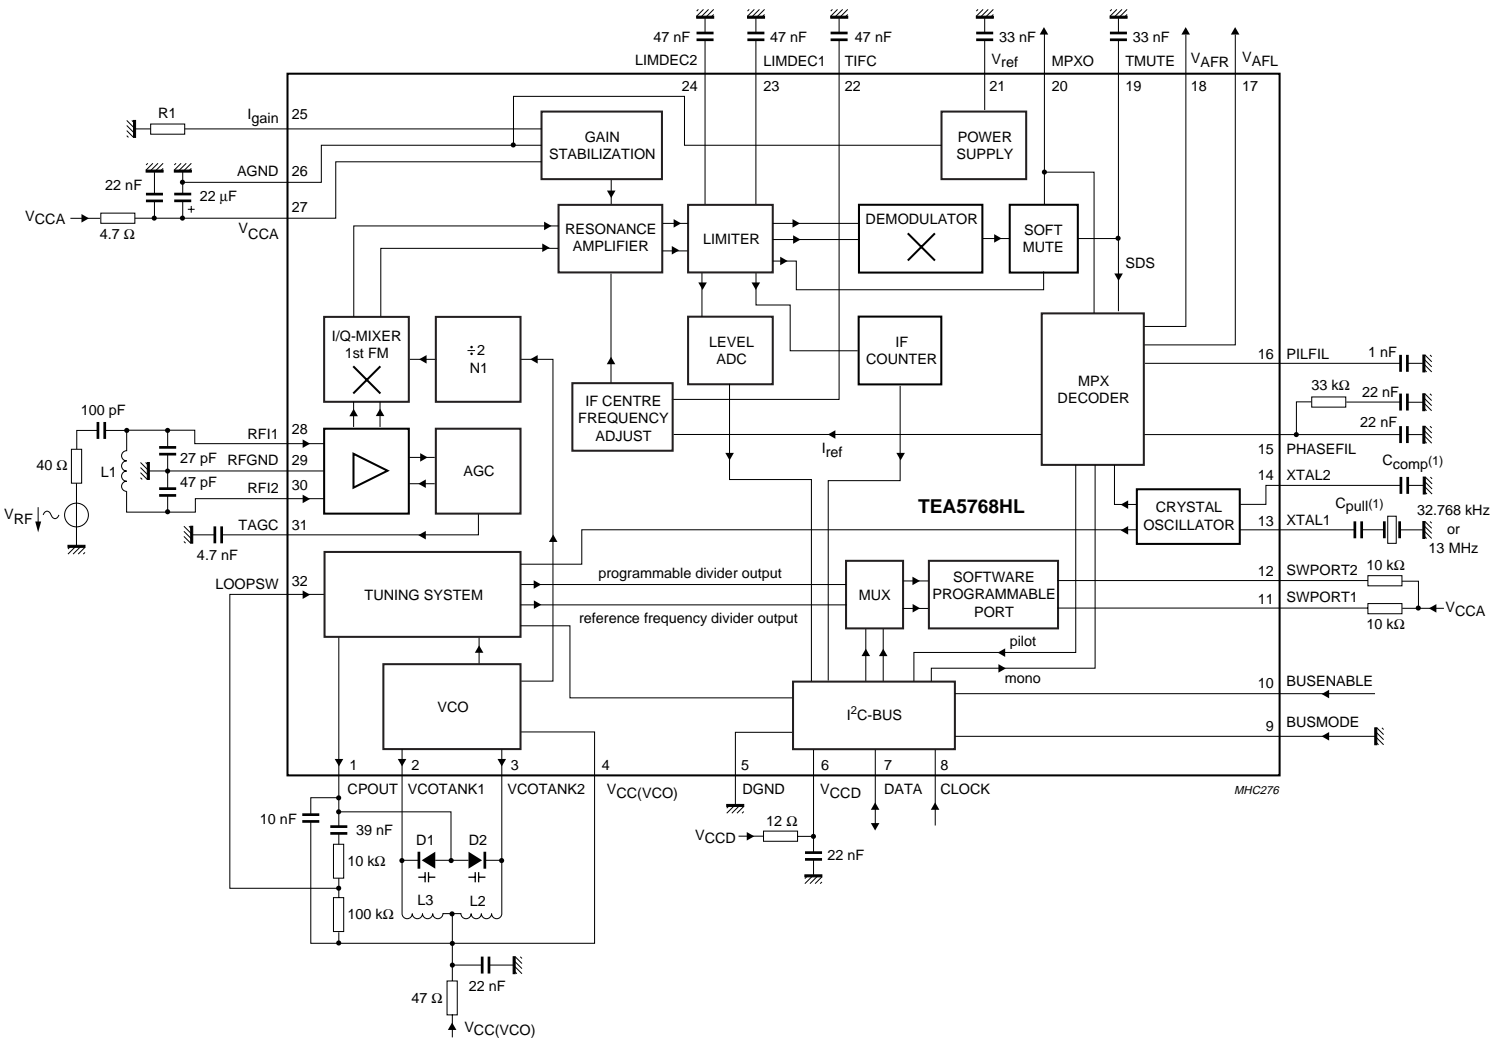 47 nF
47 nF
47 nF
33 nF
33 nF
LIMDEC2
LIMDEC1
TIFC
Vref
MPXO
TMUTE
VAFR
VAFL
24
23
22
21
20
19
18
17
R1
Igain
25
AGND
26
22 nF
22 μF
+
VCCA
4.7 Ω
27
VCCA
GAIN
STABILIZATION
POWER
SUPPLY
RESONANCE
AMPLIFIER
LIMITER
DEMODULATOR
SOFT
MUTE
SDS
I/Q-MIXER
1st FM
÷2
N1
LEVEL
ADC
IF
COUNTER
MPX
DECODER
IF CENTRE
FREQUENCY
ADJUST
Iref
16
PILFIL
1 nF
33 kΩ
22 nF
22 nF
15
PHASEFIL
14
XTAL2
Ccomp(1)
13
XTAL1
Cpull(1)
32.768 kHz
or
13 MHz
100 pF
RFI1
28
27 pF
RFGND
29
40 Ω
L1
47 pF
RFI2
30
VRF
TAGC
31
4.7 nF
AGC
TEA5768HL
CRYSTAL
OSCILLATOR
LOOPSW
32
TUNING SYSTEM
programmable divider output
reference frequency divider output
MUX
SOFTWARE
PROGRAMMABLE
PORT
12
SWPORT2
10 kΩ
11
SWPORT1
10 kΩ
VCCA
pilot
mono
VCO
I2C-BUS
10
BUSENABLE
9
BUSMODE
1
2
3
4
5
6
7
8
CPOUT
VCOTANK1
VCOTANK2
VCC(VCO)
DGND
VCCD
DATA
CLOCK
MHC276
10 nF
39 nF
D1
D2
10 kΩ
L3
L2
100 kΩ
VCCD
12 Ω
22 nF
22 nF
47 Ω
VCC(VCO)